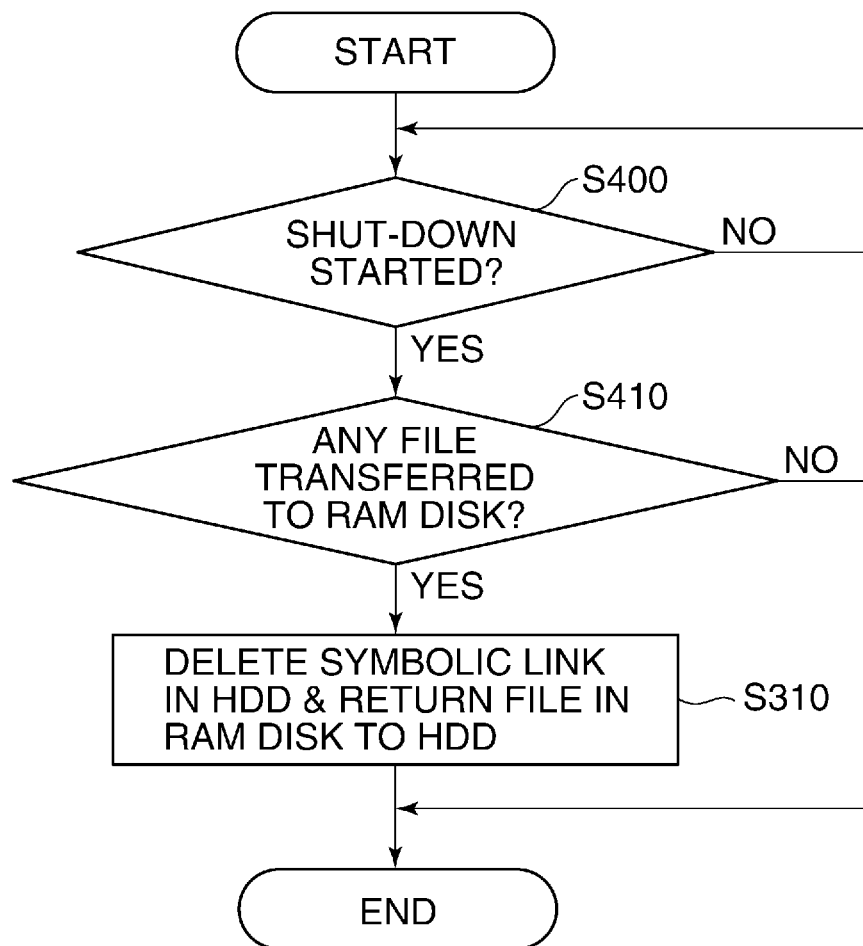 START
S400
SHUT-DOWN
STARTED?
NO
YES
S410
ANY FILE
TRANSFERRED
TO RAM DISK?
NO
YES
DELETE SYMBOLIC LINK
IN HDD & RETURN FILE IN
RAM DISK TO HDD
S310
END